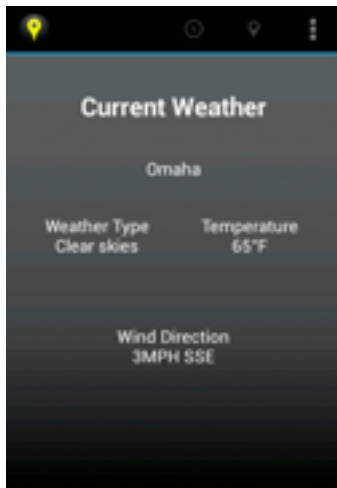 Current Weather
Omaha
Weather Type
Clear skies
Temperature
65°F
Wind Direction
3MPH SSE